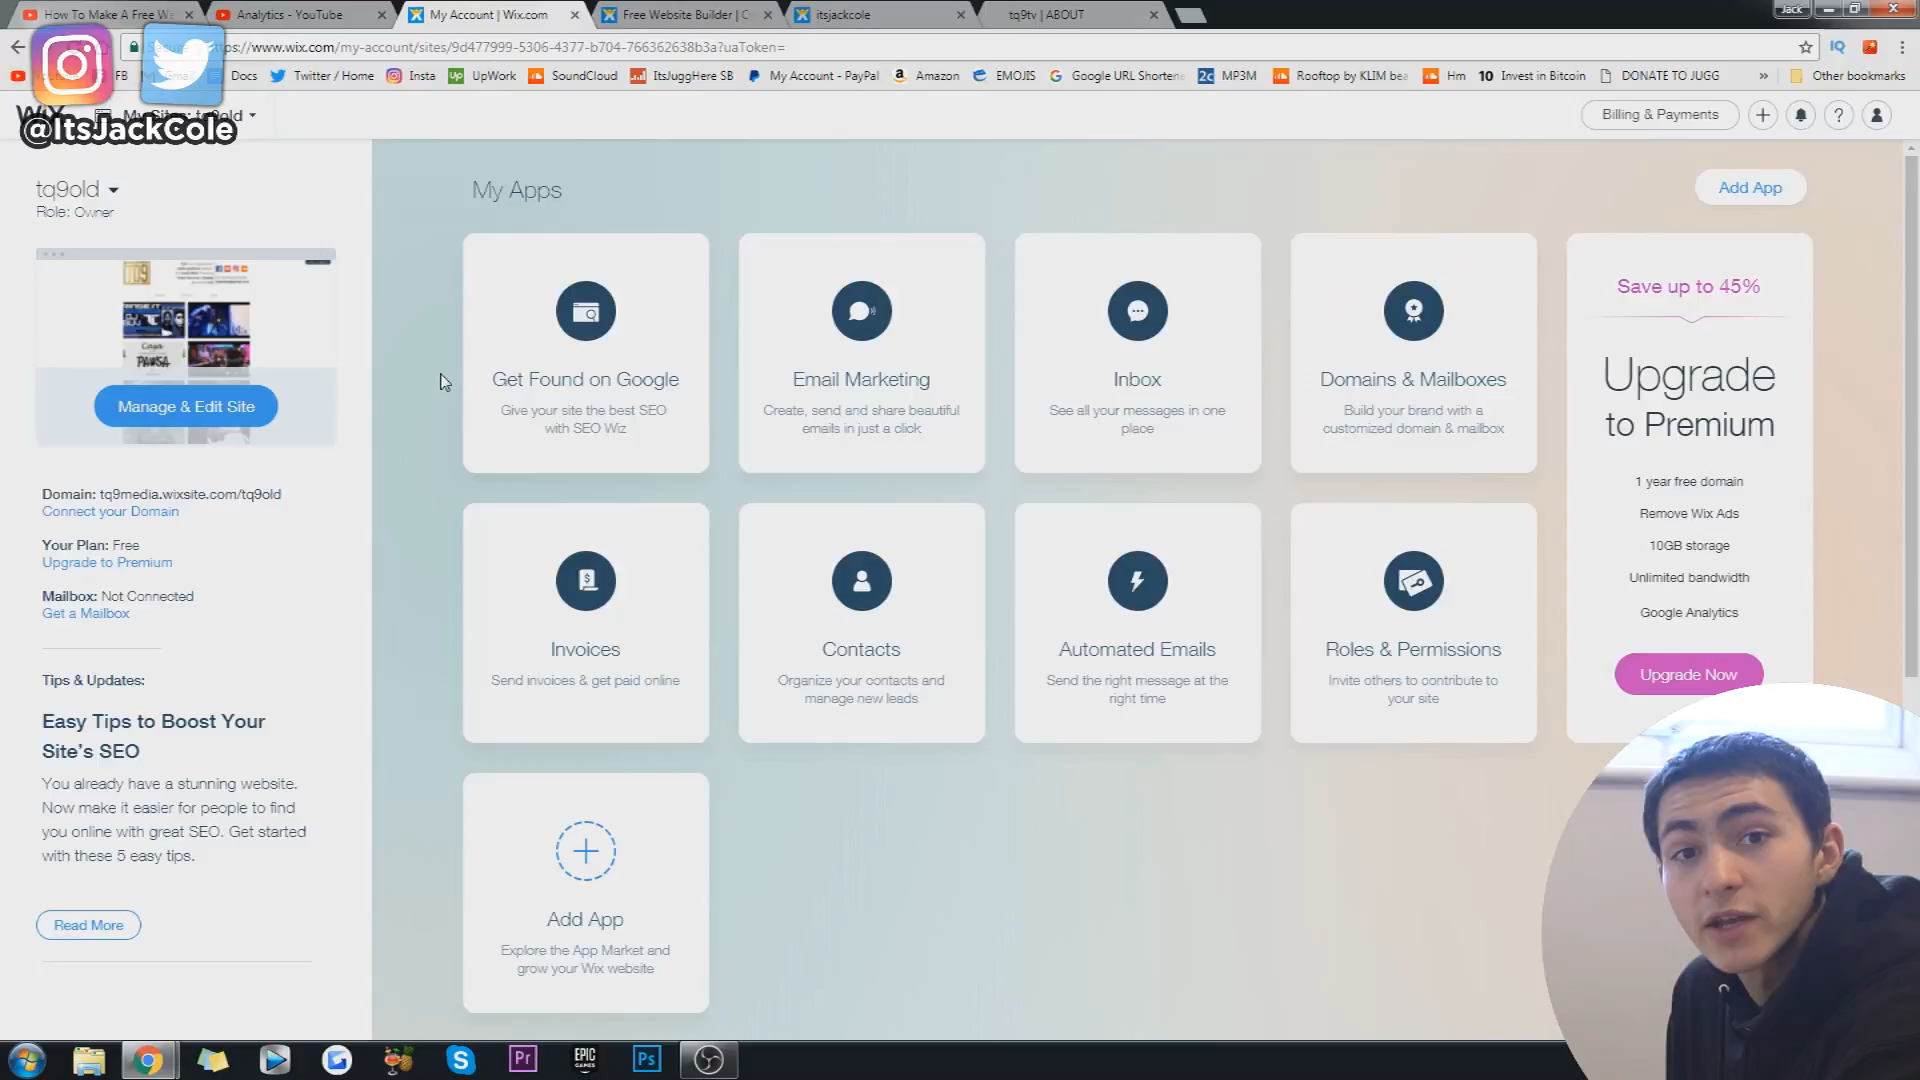 How To Make A Free We
Analytics - YouTube
My Account | Wix.com
Free Website Builder | C
itsjackcole
tq9tv | ABOUT
Jack
https://www.wix.com/my-account/sites/9d477999-5306-4377-b704-766362638b3a?uaToken=
IQ
FB
Docs
Twitter / Home
Insta
Up UpWork
SoundCloud
ItsJuggHere SB
My Account - PayPal
Amazon
EMOJIS
Google URL Shortene
2c MP3M
Rooftop by KLIM bea
Hm
10 Invest in Bitcoin
DONATE TO JUGG
»
Other bookmarks
WiX
My Sites: tq9old
@ItsJackCole
Billing & Payments
tq9old
Role: Owner
TQ9
Manage & Edit Site
Domain: tq9media.wixsite.com/tq9old
Connect your Domain
Your Plan: Free
Upgrade to Premium
Mailbox: Not Connected
Get a Mailbox
Tips & Updates:
Easy Tips to Boost Your
Site's SEO
You already have a stunning website.
Now make it easier for people to find
you online with great SEO. Get started
with these 5 easy tips.
Read More
My Apps
Add App
Get Found on Google
Give your site the best SEO
with SEO Wiz
Email Marketing
Create, send and share beautiful
emails in just a click
Inbox
See all your messages in one
place
Domains & Mailboxes
Build your brand with a
customized domain & mailbox
Save up to 45%
Upgrade
to Premium
1 year free domain
Remove Wix Ads
10GB storage
Unlimited bandwidth
Google Analytics
Upgrade Now
Invoices
Send invoices & get paid online
Contacts
Organize your contacts and
manage new leads
Automated Emails
Send the right message at the
right time
Roles & Permissions
Invite others to contribute to
your site
Add App
Explore the App Market and
grow your Wix website
Pr
EPIC
GAMES
Ps